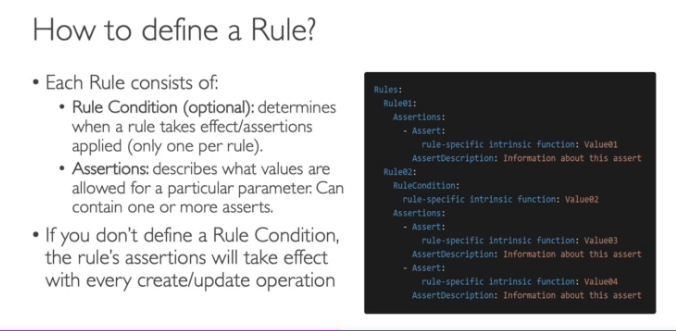 How to define a Rule?
• Each Rule consists of:
• Rule Condition (optional): determines
when a rule takes effect/assertions
applied (only one per rule).
• Assertions: describes what values are
allowed for a particular parameter. Can
contain one or more asserts.
• If you don't define a Rule Condition,
the rule's assertions will take effect
with every create/update operation
Rules:
Rule01:
Assertions:
- Assert:
rule-specific intrinsic function: Value01
AssertDescription: Information about this assert
Rule02:
RuleCondition:
rule-specific intrinsic function: Value02
Assertions:
- Assert:
rule-specific intrinsic function: Value03
AssertDescription: Information about this assert
- Assert:
rule-specific intrinsic function: Value04
AssertDescription: Information about this assert